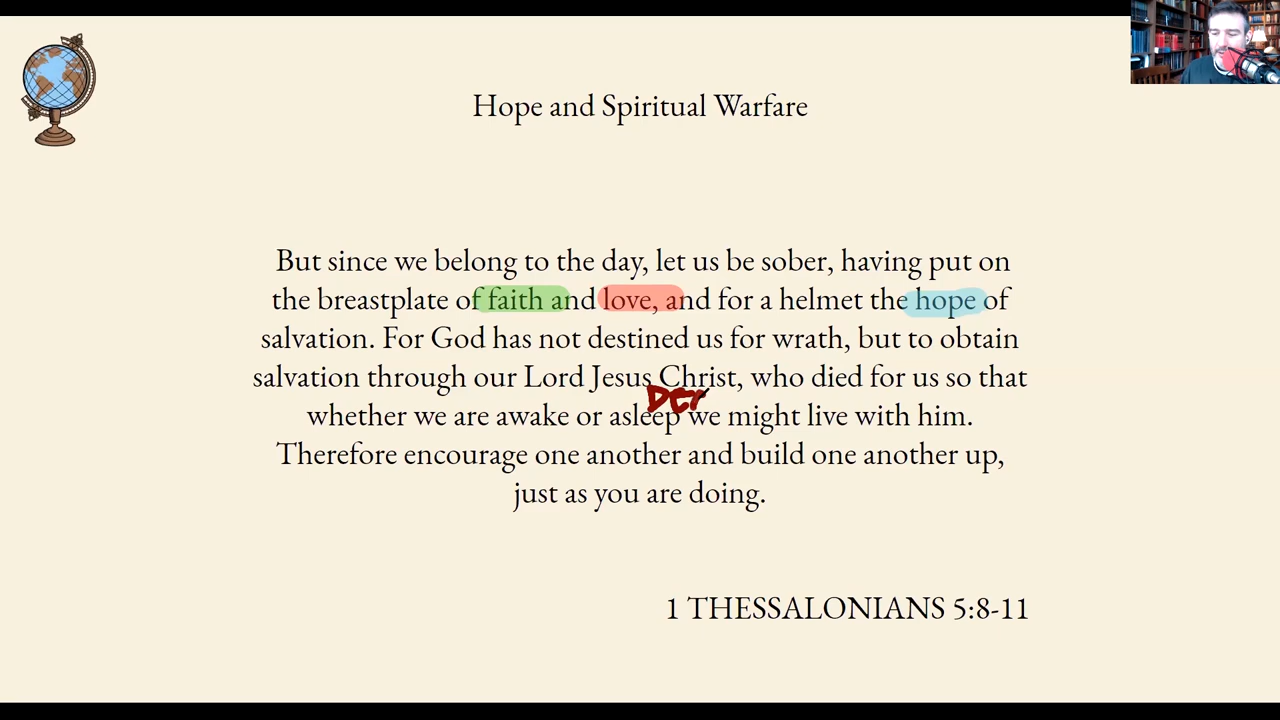 Hope and Spiritual Warfare
But since we belong to the day, let us be sober, having put on
the breastplate of faith and love, and for a helmet the hope of
salvation. For God has not destined us for wrath, but to obtain
salvation through our Lord Jesus Christ, who died for us so that
whether we are awake or asleep we might live with him.
Therefore encourage one another and build one another up,
just as you are doing.
1 THESSALONIANS 5:8-11